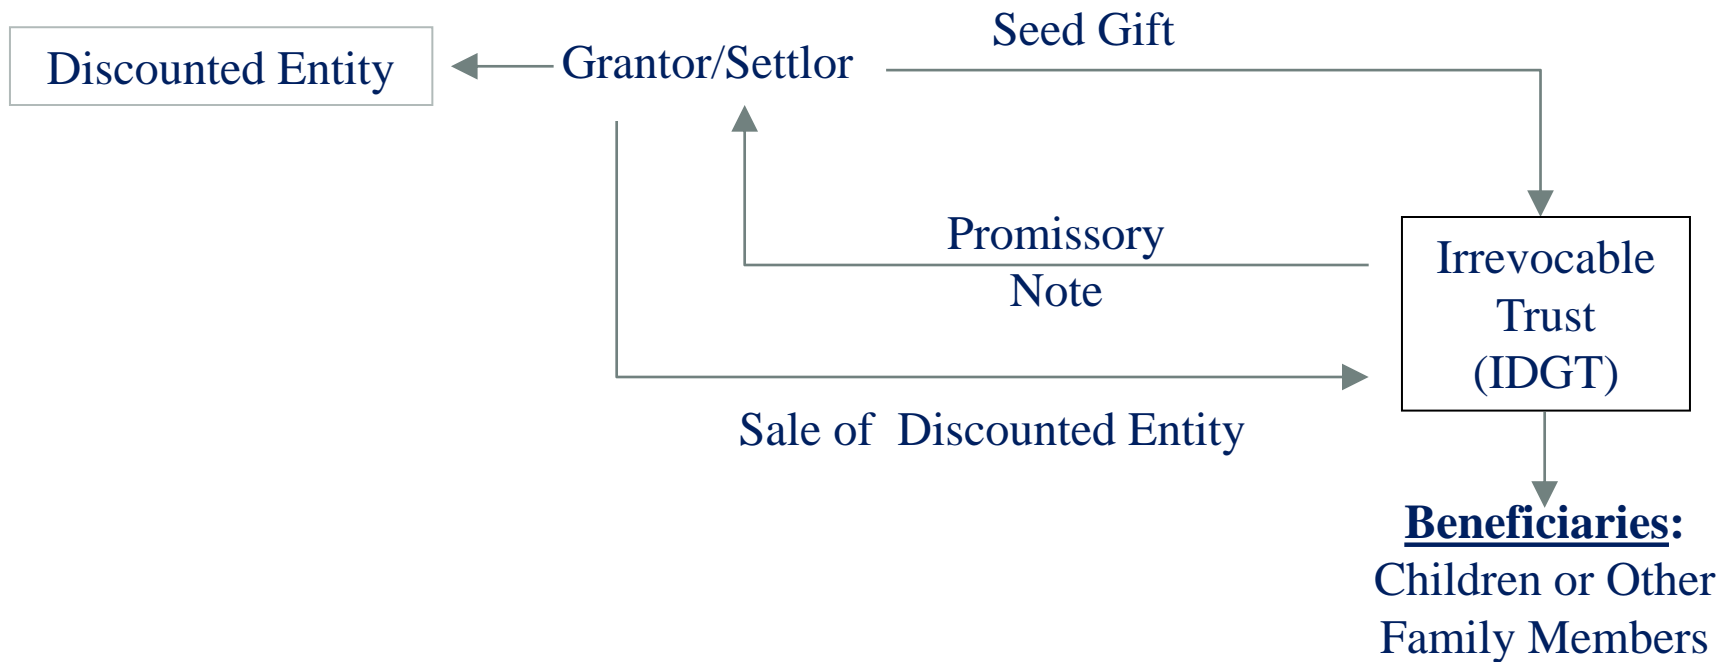 Seed Gift
Discounted Entity
Grantor/Settlor
Promissory
Note
Irrevocable
Trust
(IDGT)
Sale of  Discounted Entity
Beneficiaries:
Children or Other
Family Members